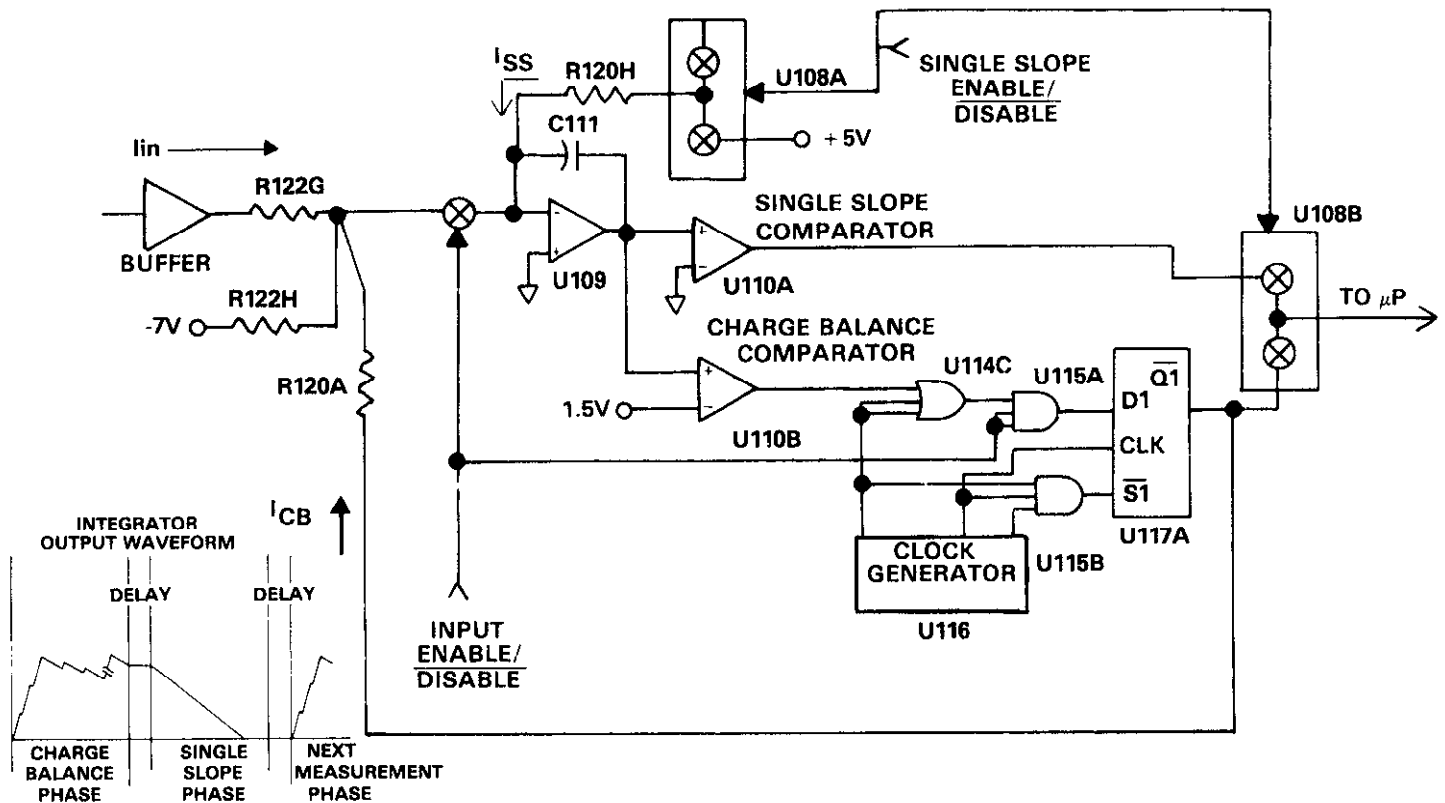 ISS
R120H
U108A
SINGLE SLOPE
ENABLE/
DISABLE
C111
+5V
Iin
R122G
SINGLE SLOPE
COMPARATOR
U108B
BUFFER
U109
U110A
TO μP
R122H
-7V
CHARGE BALANCE
COMPARATOR
U114C
U115A
Q1
R120A
1.5V
D1
U110B
CLK
S1
ICB
U117A
INTEGRATOR
OUTPUT WAVEFORM
CLOCK
GENERATOR
U115B
DELAY
DELAY
U116
INPUT
ENABLE/
DISABLE
CHARGE
BALANCE
PHASE
SINGLE
SLOPE
PHASE
NEXT
MEASUREMENT
PHASE